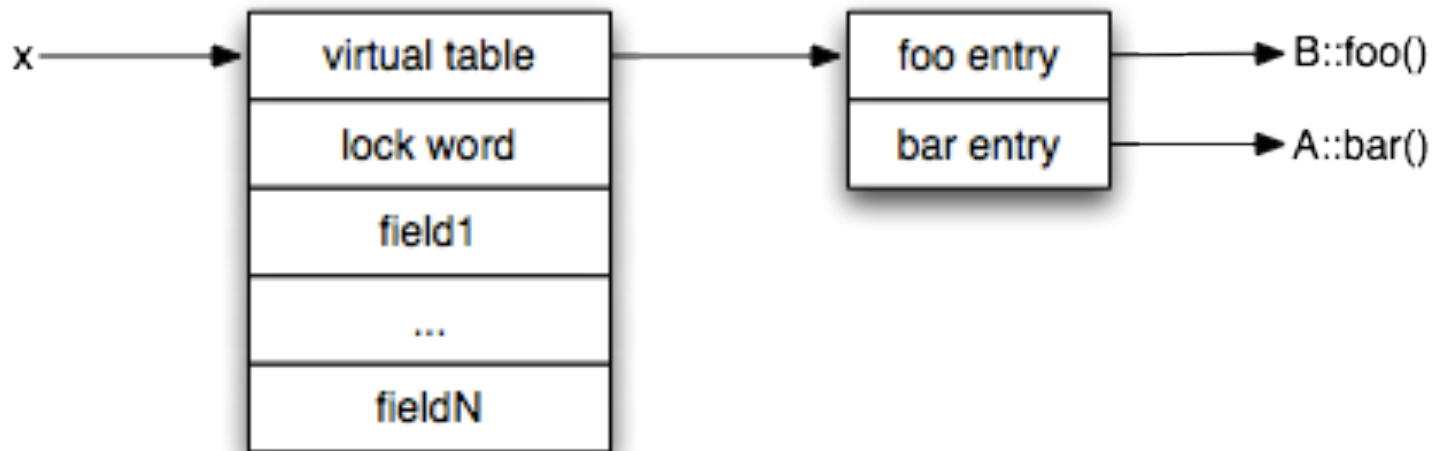 x virtual table foo entry B::foo()
lock word bar entry A::bar()
field1
...
fieldN